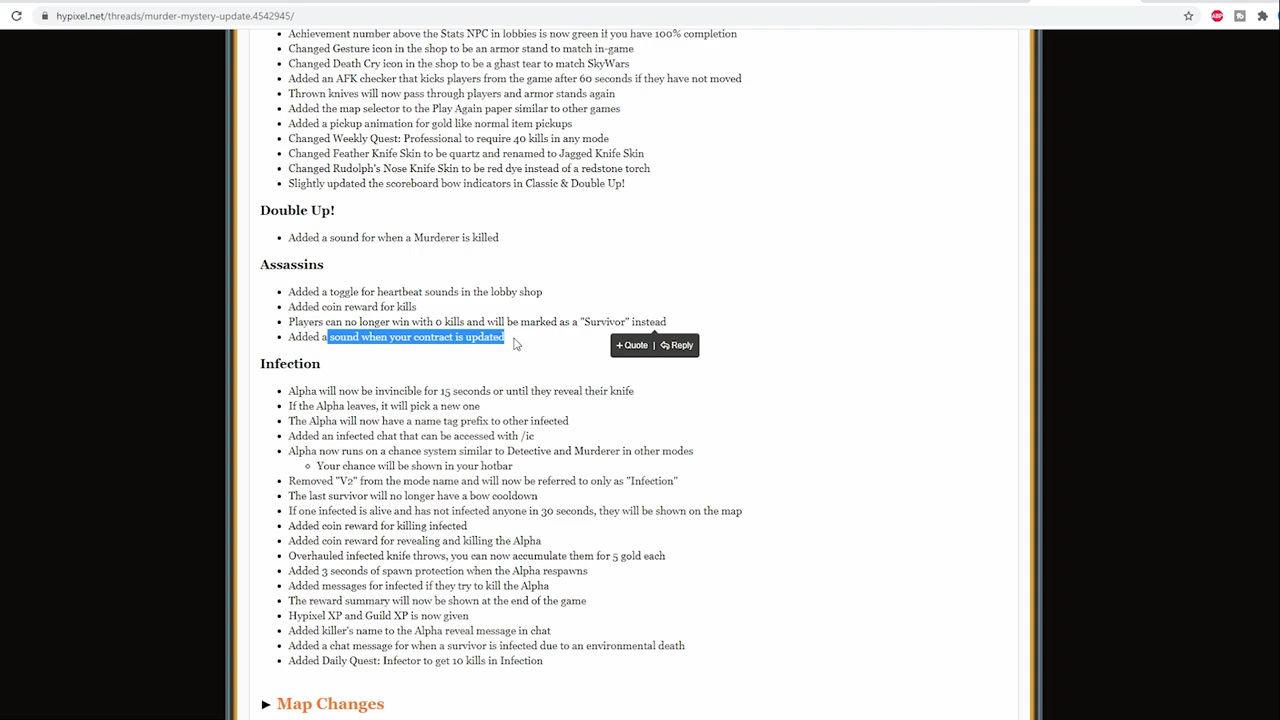 hypixel.net/threads/murder-mystery-update.4542945/
ABP
Achievement number above the Stats NPC in lobbies is now green if you have 100% completion
Changed Gesture icon in the shop to be an armor stand to match in-game
Changed Death Cry icon in the shop to be a ghast tear to match SkyWars
Added an AFK checker that kicks players from the game after 60 seconds if they have not moved
Thrown knives will now pass through players and armor stands again
Added the map selector to the Play Again paper similar to other games
Added a pickup animation for gold like normal item pickups
Changed Weekly Quest: Professional to require 40 kills in any mode
Changed Feather Knife Skin to be quartz and renamed to Jagged Knife Skin
Changed Rudolph's Nose Knife Skin to be red dye instead of a redstone torch
Slightly updated the scoreboard bow indicators in Classic & Double Up!
Double Up!
Added a sound for when a Murderer is killed
Assassins
Added a toggle for heartbeat sounds in the lobby shop
Added coin reward for kills
Players can no longer win with 0 kills and will be marked as a "Survivor" instead
Added a sound when your contract is updated
+ Quote | Reply
Infection
Alpha will now be invincible for 15 seconds or until they reveal their knife
If the Alpha leaves, it will pick a new one
The Alpha will now have a name tag prefix to other infected
Added an infected chat that can be accessed with /ic
Alpha now runs on a chance system similar to Detective and Murderer in other modes
Your chance will be shown in your hotbar
Removed "V2" from the mode name and will now be referred to only as "Infection"
The last survivor will no longer have a bow cooldown
If one infected is alive and has not infected anyone in 30 seconds, they will be shown on the map
Added coin reward for killing infected
Added coin reward for revealing and killing the Alpha
Overhauled infected knife throws, you can now accumulate them for 5 gold each
Added 3 seconds of spawn protection when the Alpha respawns
Added messages for infected if they try to kill the Alpha
The reward summary will now be shown at the end of the game
Hypixel XP and Guild XP is now given
Added killer's name to the Alpha reveal message in chat
Added a chat message for when a survivor is infected due to an environmental death
Added Daily Quest: Infector to get 10 kills in Infection
Map Changes